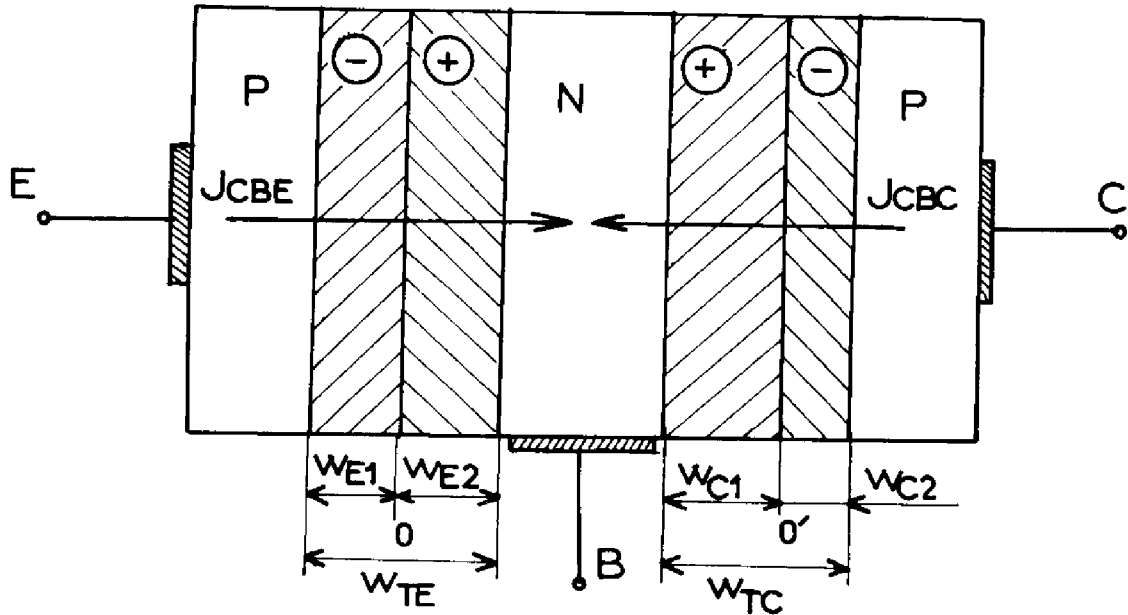 − + + −
P N P
E JCBE JCBC C
WE1 WE2 WC1 WC2
0 0′
WTE B WTC